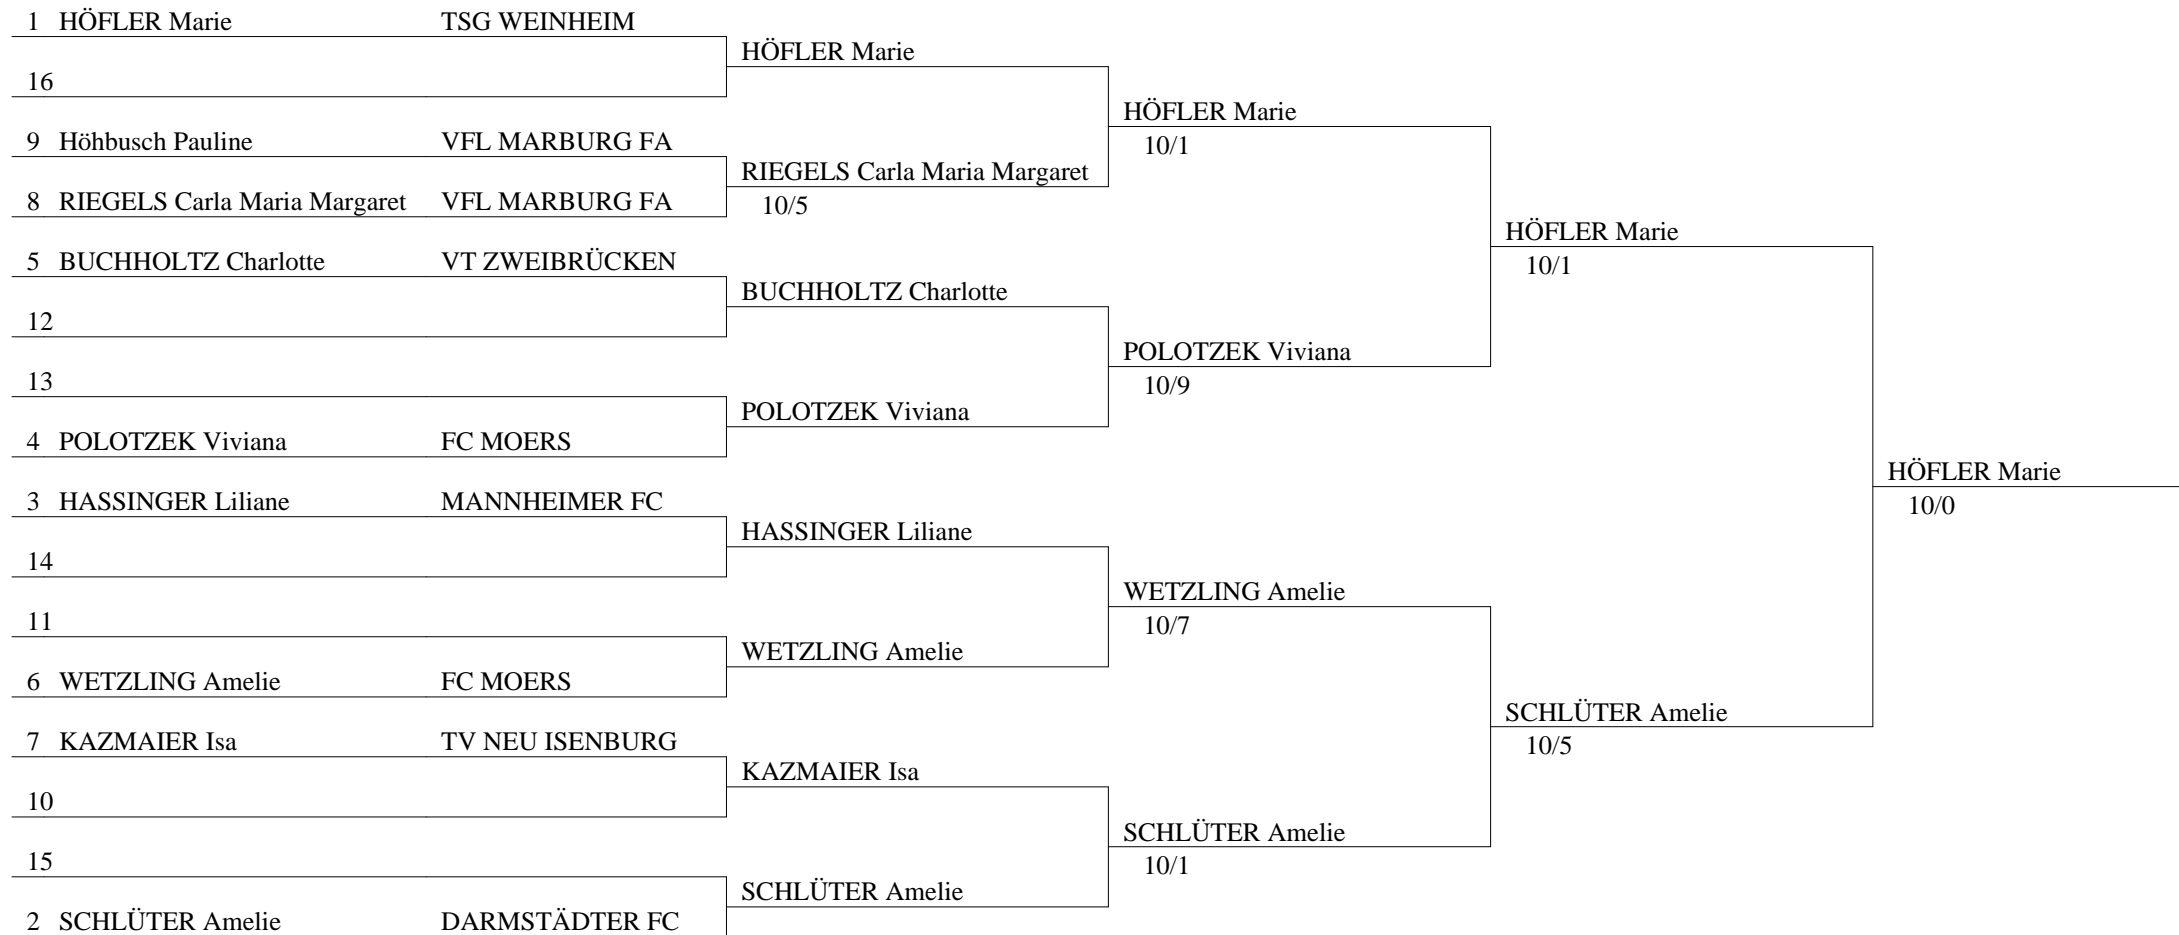 1 HÖFLER Marie TSG WEINHEIM
HÖFLER Marie
16
HÖFLER Marie
10/1
9 Höhbusch Pauline VFL MARBURG FA
RIEGELS Carla Maria Margaret
10/5
8 RIEGELS Carla Maria Margaret VFL MARBURG FA
HÖFLER Marie
10/1
5 BUCHHOLTZ Charlotte VT ZWEIBRÜCKEN
BUCHHOLTZ Charlotte
12
POLOTZEK Viviana
10/9
13
POLOTZEK Viviana
4 POLOTZEK Viviana FC MOERS
HÖFLER Marie
10/0
3 HASSINGER Liliane MANNHEIMER FC
HASSINGER Liliane
14
WETZLING Amelie
10/7
11
WETZLING Amelie
6 WETZLING Amelie FC MOERS
SCHLÜTER Amelie
10/5
7 KAZMAIER Isa TV NEU ISENBURG
KAZMAIER Isa
10
SCHLÜTER Amelie
10/1
15
SCHLÜTER Amelie
2 SCHLÜTER Amelie DARMSTÄDTER FC